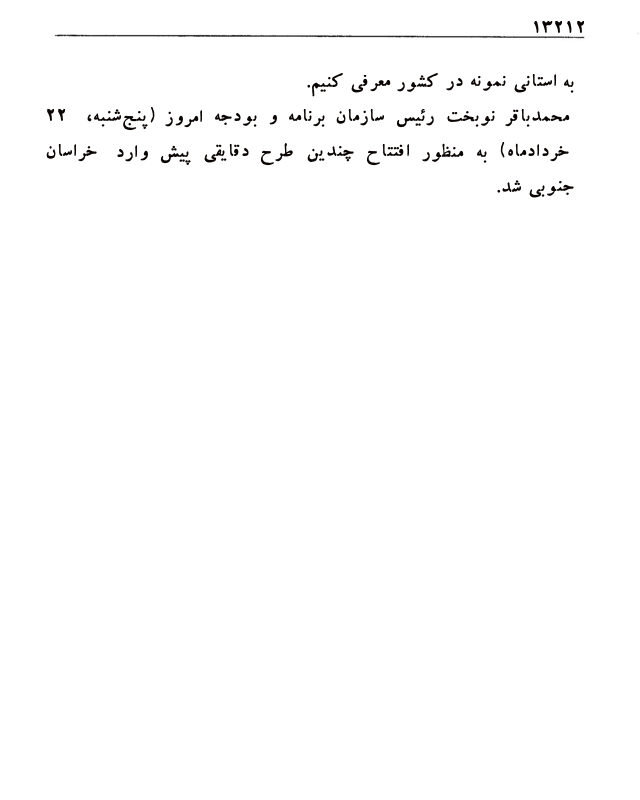 ۱۳۲۱۲
به استانی نمونه در کشور معرفی کنیم.
محمدباقر نوبخت رئیس سازمان برنامه و بودجه امروز (پنج‌شنبه، ۲۲
خردادماه) به منظور افتتاح چندین طرح دقایقی پیش وارد خراسان
جنوبی شد.